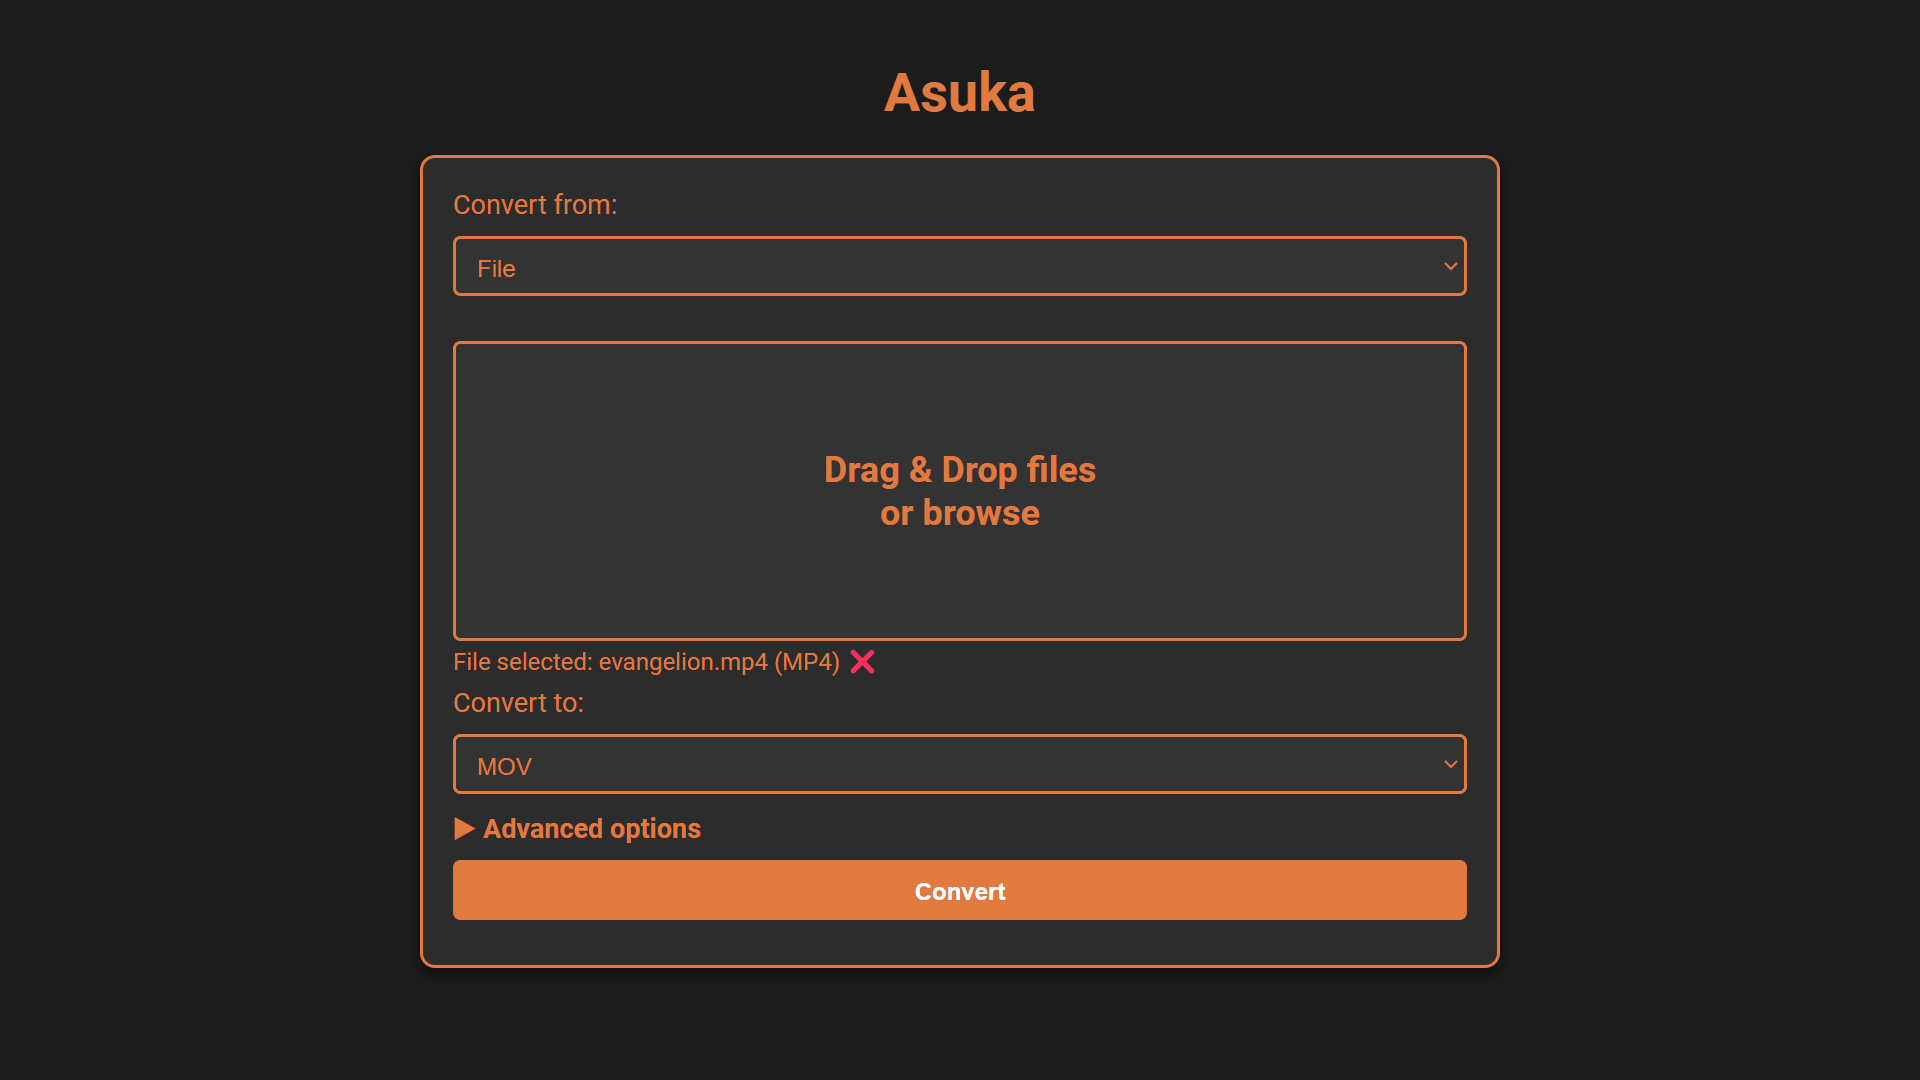 Asuka
Convert from:
File
Drag & Drop files
or browse
File selected: evangelion.mp4 (MP4) ❌
Convert to:
MOV
▶ Advanced options
Convert